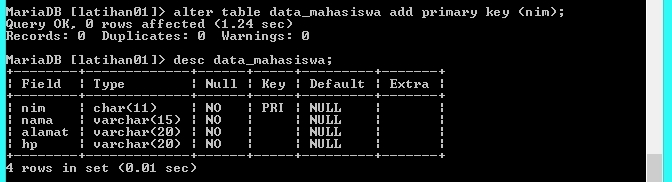 MariaDB [latihan01]> alter table data_mahasiswa add primary key (nim);
Query OK, 0 rows affected (1.24 sec)
Records: 0  Duplicates: 0  Warnings: 0
MariaDB [latihan01]> desc data_mahasiswa;
+--------+-------------+------+-----+---------+-------+
| Field  | Type        | Null | Key | Default | Extra |
+--------+-------------+------+-----+---------+-------+
| nim    | char(11)    | NO   | PRI | NULL    |       |
| nama   | varchar(15) | NO   |     | NULL    |       |
| alamat | varchar(20) | NO   |     | NULL    |       |
| hp     | varchar(20) | NO   |     | NULL    |       |
+--------+-------------+------+-----+---------+-------+
4 rows in set (0.01 sec)